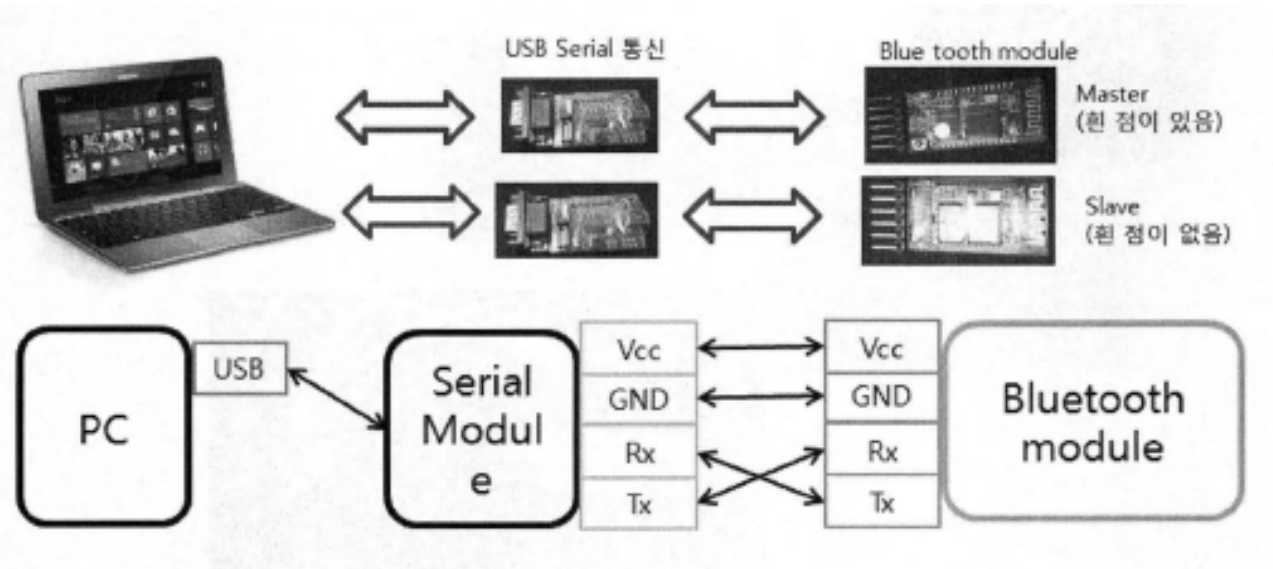 USB Serial 통신
Blue tooth module
Master
(흰 점이 있음)
Slave
(흰 점이 없음)
PC
USB
Serial
Modul
e
Vcc
GND
Rx
Tx
Vcc
GND
Rx
Tx
Bluetooth
module